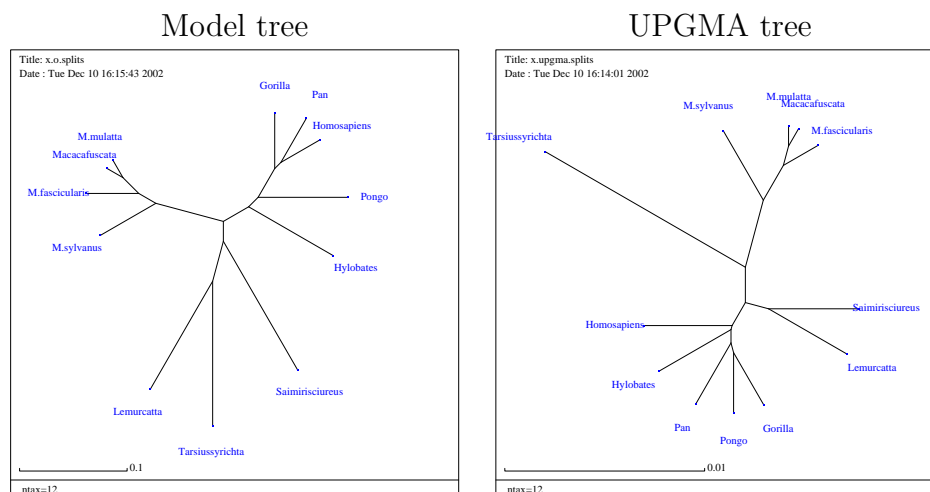 Model tree
Title: x.o.splits
Date : Tue Dec 10 16:15:43 2002
Gorilla
Pan
Homosapiens
M.mulatta
Macacafuscata
M.fascicularis
Pongo
M.sylvanus
Hylobates
Saimirisciureus
Lemurcatta
Tarsiussyrichta
0.1
ntax=12
UPGMA tree
Title: x.upgma.splits
Date : Tue Dec 10 16:14:01 2002
M.mulatta
M.sylvanus
Macacafuscata
M.fascicularis
Tarsiussyrichta
Saimirisciureus
Homosapiens
Lemurcatta
Hylobates
Pan
Gorilla
Pongo
0.01
ntax=12